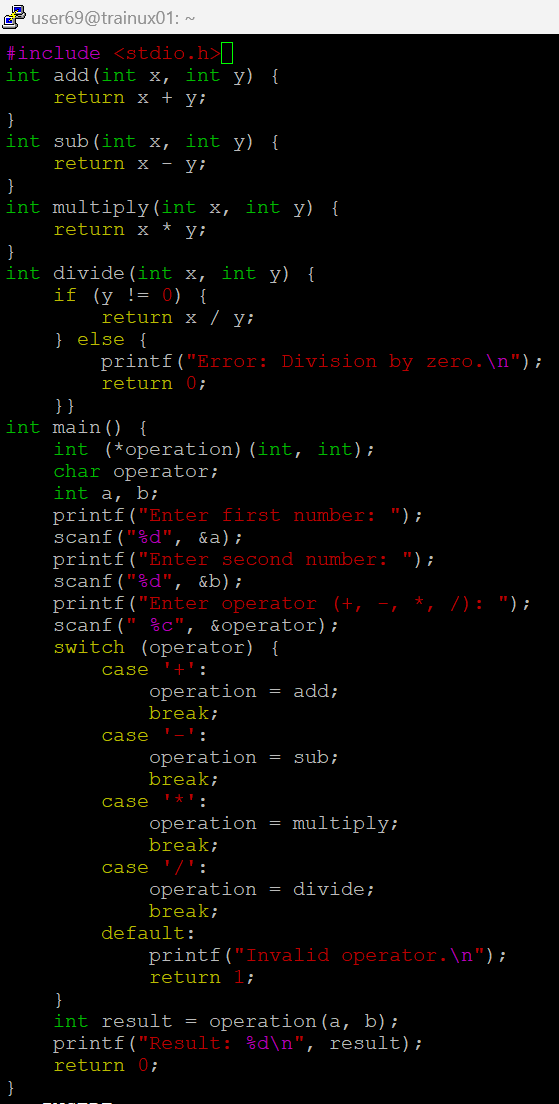 user69@trainux01: ~
#include <stdio.h>
int add(int x, int y) {
    return x + y;
}
int sub(int x, int y) {
    return x - y;
}
int multiply(int x, int y) {
    return x * y;
}
int divide(int x, int y) {
    if (y != 0) {
        return x / y;
    } else {
        printf("Error: Division by zero.\n");
        return 0;
    }}
int main() {
    int (*operation)(int, int);
    char operator;
    int a, b;
    printf("Enter first number: ");
    scanf("%d", &a);
    printf("Enter second number: ");
    scanf("%d", &b);
    printf("Enter operator (+, -, *, /): ");
    scanf(" %c", &operator);
    switch (operator) {
        case '+':
            operation = add;
            break;
        case '-':
            operation = sub;
            break;
        case '*':
            operation = multiply;
            break;
        case '/':
            operation = divide;
            break;
        default:
            printf("Invalid operator.\n");
            return 1;
    }
    int result = operation(a, b);
    printf("Result: %d\n", result);
    return 0;
}